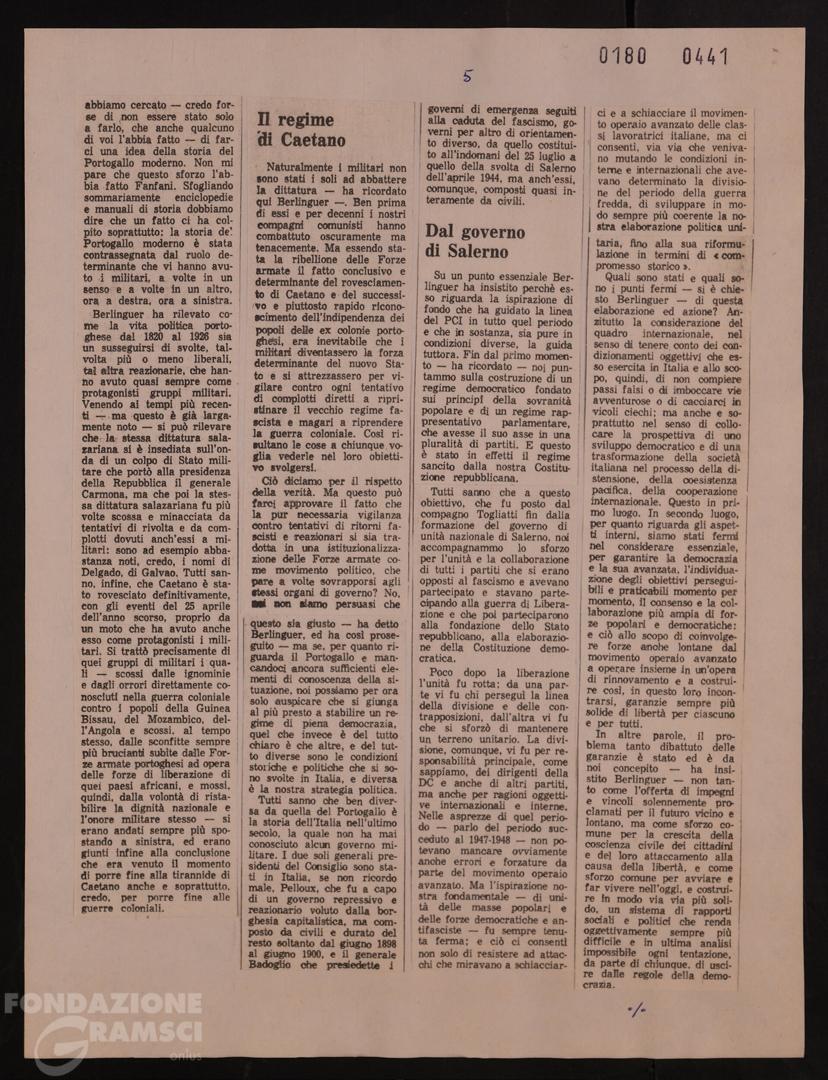 0180 0441
5
abbiamo cercato — credo for-
se di non essere stato solo
a farlo, che anche qualcuno
di voi l'abbia fatto — di far-
ci una idea della storia del
Portogallo moderno. Non mi
pare che questo sforzo l'ab-
bia fatto Fanfani. Sfogliando
sommariamente enciclopedie
e manuali di storia dobbiamo
dire che un fatto ci ha col-
pito soprattutto: la storia del
Portogallo moderno è stata
contrassegnata dal ruolo de-
terminante che vi hanno avu-
to i militari, a volte in un
senso e a volte in un altro,
ora a destra, ora a sinistra.
Berlinguer ha rilevato co-
me la vita politica porto-
ghese dal 1820 al 1926 sia
un susseguirsi di svolte, tal-
volta più o meno liberali,
tal altra reazionarie, che han-
no avuto quasi sempre come
protagonisti gruppi militari.
Venendo ai tempi più recen-
ti — ma questo è già larga-
mente noto — si può rilevare
che la stessa dittatura sala-
zariana si è insediata sull'on-
da di un colpo di Stato mili-
tare che portò alla presidenza
della Repubblica il generale
Carmona, ma che poi la stes-
sa dittatura salazariana fu più
volte scossa e minacciata da
tentativi di rivolta e da com-
plotti dovuti anch'essi a mi-
litari: sono ad esempio abba-
stanza noti, credo, i nomi di
Delgado, di Galvao. Tutti san-
no, infine, che Caetano è sta-
to rovesciato definitivamente,
con gli eventi del 25 aprile
dell'anno scorso, proprio da
un moto che ha avuto anche
esso come protagonisti i mili-
tari. Si trattò precisamente di
quei gruppi di militari i qua-
li — scossi dalle ignominie
e dagli orrori direttamente co-
nosciuti nella guerra coloniale
contro i popoli della Guinea
Bissau, del Mozambico, del-
l'Angola e scossi, al tempo
stesso, dalle sconfitte sempre
più brucianti subite dalle For-
ze armate portoghesi ad opera
delle forze di liberazione di
quei paesi africani, e mossi,
quindi, dalla volontà di rista-
bilire la dignità nazionale e
l'onore militare stesso — si
erano andati sempre più spo-
stando a sinistra, ed erano
giunti infine alla conclusione
che era venuto il momento
di porre fine alla tirannide di
Caetano anche e soprattutto,
credo, per porre fine alle
guerre coloniali.
Il regime
di Caetano
Naturalmente i militari non
sono stati i soli ad abbattere
la dittatura — ha ricordato
qui Berlinguer —. Ben prima
di essi e per decenni i nostri
compagni comunisti hanno
combattuto oscuramente ma
tenacemente. Ma essendo sta-
ta la ribellione delle Forze
armate il fatto conclusivo e
determinante del rovesciamen-
to di Caetano e del successi-
vo e piuttosto rapido ricono-
scimento dell'indipendenza dei
popoli delle ex colonie porto-
ghesi, era inevitabile che i
militari diventassero la forza
determinante del nuovo Sta-
to e si attrezzassero per vi-
gilare contro ogni tentativo
di complotti diretti a ripri-
stinare il vecchio regime fa-
scista e magari a riprendere
la guerra coloniale. Così ri-
sultano le cose a chiunque vo-
glia vederle nel loro obietti-
vo svolgersi.
Ciò diciamo per il rispetto
della verità. Ma questo può
farci approvare il fatto che
la pur necessaria vigilanza
contro tentativi di ritorni fa-
scisti e reazionari si sia tra-
dotta in una istituzionalizza-
zione delle Forze armate co-
me movimento politico, che
pare a volte sovrapporsi agli
stessi organi di governo? No,
noi non siamo persuasi che
questo sia giusto — ha detto
Berlinguer, ed ha così prose-
guito — ma se, per quanto ri-
guarda il Portogallo e man-
candoci ancora sufficienti ele-
menti di conoscenza della si-
tuazione, noi possiamo per ora
solo auspicare che si giunga
al più presto a stabilire un re-
gime di piena democrazia,
quel che invece è del tutto
chiaro è che altre, e del tut-
to diverse sono le condizioni
storiche e politiche che si so-
no svolte in Italia, e diversa
è la nostra strategia politica.
Tutti sanno che ben diver-
sa da quella del Portogallo è
la storia dell'Italia nell'ultimo
secolo, la quale non ha mai
conosciuto alcun governo mi-
litare. I due soli generali pre-
sidenti del Consiglio sono sta-
ti in Italia, se non ricordo
male, Pelloux, che fu a capo
di un governo repressivo e
reazionario voluto dalla bor-
ghesia capitalistica, ma com-
posto da civili e durato del
resto soltanto dal giugno 1898
al giugno 1900, e il generale
Badoglio che presiedette i
governi di emergenza seguiti
alla caduta del fascismo, go-
verni per altro di orientamen-
to diverso, da quello costitui-
to all'indomani del 25 luglio a
quello della svolta di Salerno
dell'aprile 1944, ma anch'essi,
comunque, composti quasi in-
teramente da civili.
Dal governo
di Salerno
Su un punto essenziale Ber-
linguer ha insistito perchè es-
so riguarda la ispirazione di
fondo che ha guidato la linea
del PCI in tutto quel periodo
e che in sostanza, sia pure in
condizioni diverse, la guida
tuttora. Fin dal primo momen-
to — ha ricordato — noi pun-
tammo sulla costruzione di un
regime democratico fondato
sui principi della sovranità
popolare e di un regime rap-
presentativo parlamentare,
che avesse il suo asse in una
pluralità di partiti. E questo
è stato in effetti il regime
sancito dalla nostra Costitu-
zione repubblicana.
Tutti sanno che a questo
obiettivo, che fu posto dal
compagno Togliatti fin dalla
formazione del governo di
unità nazionale di Salerno, noi
accompagnammo lo sforzo
per l'unità e la collaborazione
di tutti i partiti che si erano
opposti al fascismo e avevano
partecipato e stavano parte-
cipando alla guerra di Libera-
zione e che poi parteciparono
alla fondazione dello Stato
repubblicano, alla elaborazio-
ne della Costituzione demo-
cratica.
Poco dopo la liberazione
l'unità fu rotta: da una par-
te vi fu chi perseguì la linea
della divisione e delle con-
trapposizioni, dall'altra vi fu
che si sforzò di mantenere
un terreno unitario. La divi-
sione, comunque, vi fu per re-
sponsabilità principale, come
sappiamo, dei dirigenti della
DC e anche di altri partiti,
ma anche per ragioni oggetti-
ve internazionali e interne.
Nelle asprezze di quel perio-
do — parlo del periodo suc-
ceduto al 1947-1948 — non po-
tevano mancare ovviamente
anche errori e forzature da
parte del movimento operaio
avanzato. Ma l'ispirazione no-
stra fondamentale — di uni-
tà delle masse popolari e
delle forze democratiche e an-
tifasciste — fu sempre tenu-
ta ferma; e ciò ci consentì
non solo di resistere ad attac-
chi che miravano a schiacciar-
ci e a schiacciare il movimen-
to operaio avanzato delle clas-
si lavoratrici italiane, ma ci
consentì, via via che veniva-
no mutando le condizioni in-
terne e internazionali che ave-
vano determinato la divisio-
ne del periodo della guerra
fredda, di sviluppare in mo-
do sempre più coerente la no-
stra elaborazione politica uni-
taria, fino alla sua riformu-
lazione in termini di « com-
promesso storico ».
Quali sono stati e quali so-
no i punti fermi — si è chie-
sto Berlinguer — di questa
elaborazione ed azione? An-
zitutto la considerazione del
quadro internazionale, nel
senso di tenere conto dei con-
dizionamenti oggettivi che es-
so esercita in Italia e allo sco-
po, quindi, di non compiere
passi falsi o di imboccare vie
avventurose o di cacciarci in
vicoli ciechi; ma anche e so-
prattutto nel senso di collo-
care la prospettiva di uno
sviluppo democratico e di una
trasformazione della società
italiana nel processo della di-
stensione, della coesistenza
pacifica, della cooperazione
internazionale. Questo in pri-
mo luogo. In secondo luogo,
per quanto riguarda gli aspet-
ti interni, siamo stati fermi
nel considerare essenziale,
per garantire la democrazia
e la sua avanzata, l'individua-
zione degli obiettivi persegui-
bili e praticabili momento per
momento, il consenso e la col-
laborazione più ampia di for-
ze popolari e democratiche;
e ciò allo scopo di coinvolge-
re forze anche lontane dal
movimento operaio avanzato
a operare insieme in un'opera
di rinnovamento e a costrui-
re così, in questo loro incon-
trarsi, garanzie sempre più
solide di libertà per ciascuno
e per tutti.
In altre parole, il pro-
blema tanto dibattuto delle
garanzie è stato ed è da
noi concepito — ha insi-
stito Berlinguer — non tan-
to come l'offerta di impegni
e vincoli solennemente pro-
clamati per il futuro vicino e
lontano, ma come sforzo co-
mune per la crescita della
coscienza civile dei cittadini
e del loro attaccamento alla
causa della libertà, e come
sforzo comune per avviare e
far vivere nell'oggi, e costrui-
re in modo via via più soli-
do, un sistema di rapporti
sociali e politici che renda
oggettivamente sempre più
difficile e in ultima analisi
impossibile ogni tentazione,
da parte di chiunque, di usci-
re dalle regole della demo-
crazia.
./.
FONDAZIONE
GRAMSCI
onlus